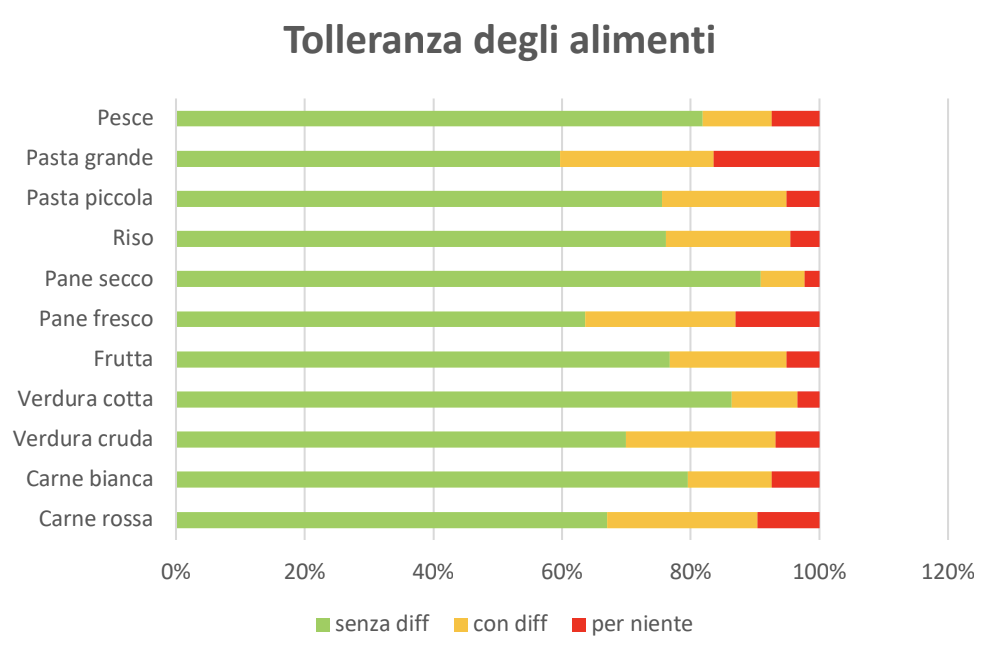 Tolleranza degli alimenti
Pesce
Pasta grande
Pasta piccola
Riso
Pane secco
Pane fresco
Frutta
Verdura cotta
Verdura cruda
Carne bianca
Carne rossa
0% 20% 40% 60% 80% 100% 120%
senza diff con diff per niente